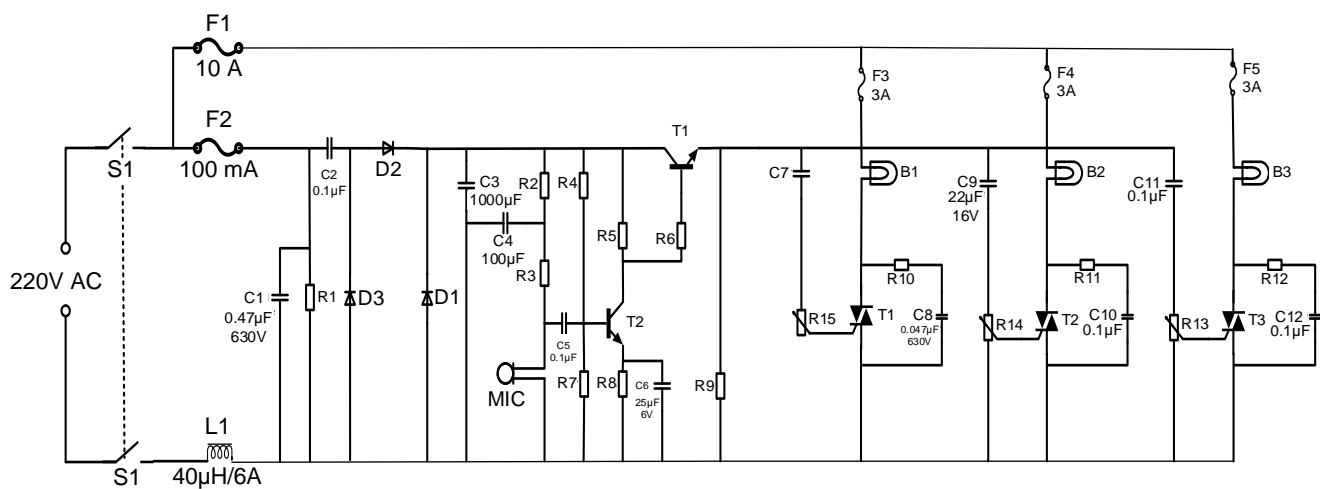 F1
10 A
F2
100 mA
S1
220V AC
S1
L1
40µH/6A
C1
0.47µF
630V
R1
C2
0.1µF
D2
D3
D1
C3
1000µF
C4
100µF
R2
R3
R4
R5
R6
T1
C5
0.1µF
T2
MIC
R7
R8
C6
25µF
6V
R9
C7
F3
3A
B1
R10
R15
T1
C8
0.047µF
630V
C9
22µF
16V
F4
3A
B2
R11
R14
T2
C10
0.1µF
C11
0.1µF
F5
3A
B3
R12
R13
T3
C12
0.1µF